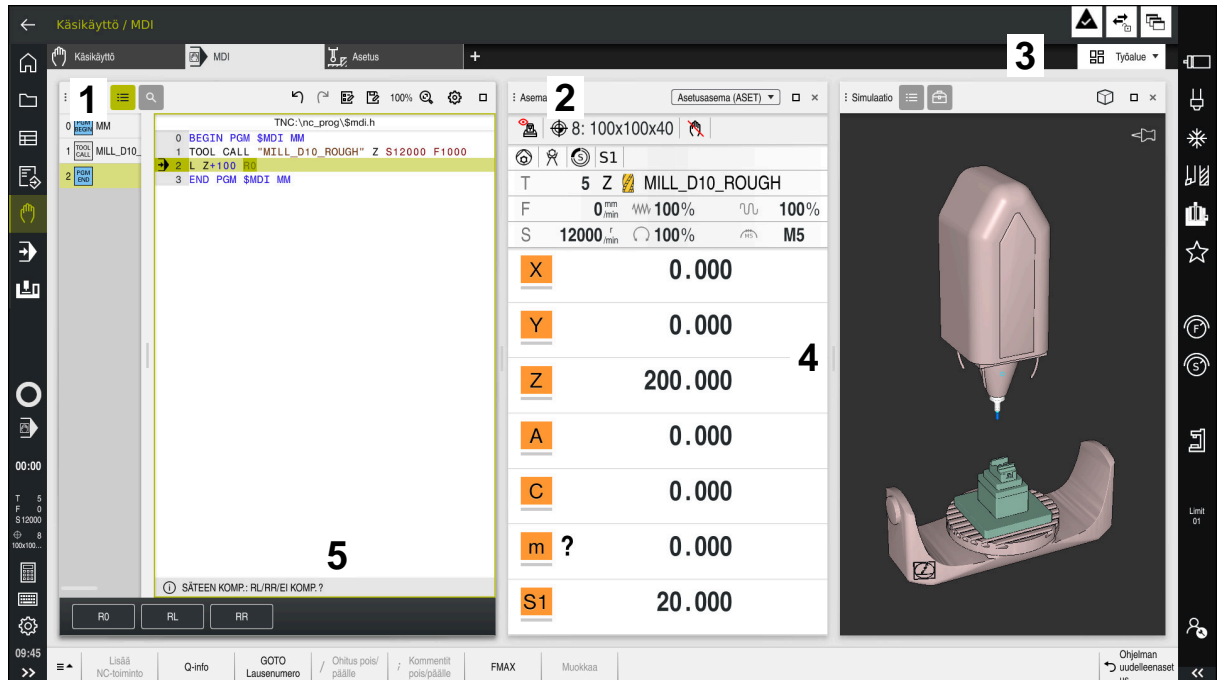 Käsikäyttö / MDI
Käsikäyttö
MDI
Asetus
+
3
Työalue
1
100%
0 PGM BEGIN MM
1 TOOL CALL MILL_D10_
2 PGM END
TNC:\nc_prog\$mdi.h
0 BEGIN PGM $MDI MM
1 TOOL CALL "MILL_D10_ROUGH" Z S12000 F1000
2 L Z+100 R0
3 END PGM $MDI MM
5
SÄTEEN KOMP.: RL/RR/EI KOMP.?
R0 RL RR
Asema
2
Asetusasema (ASET)
8: 100x100x40
S S1
T 5 Z MILL_D10_ROUGH
F 0 mm/min 100% 100%
S 12000 r/min 100% M5 M5
X 0.000
Y 0.000
4
Z 200.000
A 0.000
C 0.000
m ? 0.000
S1 20.000
Simulaatio
00:00
T 5
F 0
S 12000
8
100x100...
09:45
F
S
Limit
01
Lisää
NC-toiminto
Q-info
GOTO
Lausenumero
/ Ohitus pois/
päälle
; Kommentit
pois/päälle
FMAX
Muokkaa
Ohjelman
uudelleenaset
us